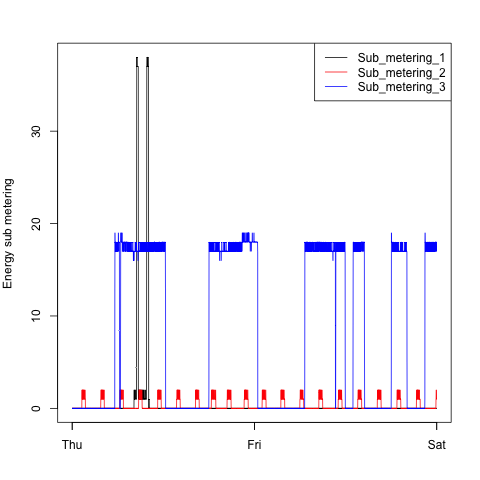 Sub_metering_1
Sub_metering_2
Sub_metering_3
Energy sub metering
30
20
10
0
Thu Fri Sat